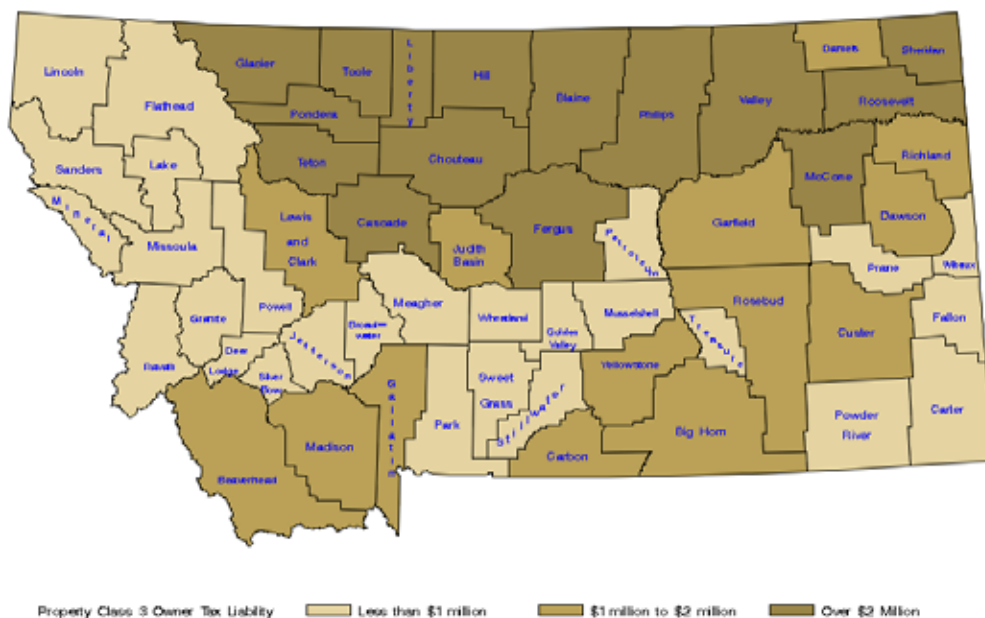 Lincoln
Flathead
Glacier
Toole
Liberty
Hill
Blaine
Phillips
Valley
Daniels
Sheridan
Roosevelt
Pondera
Sanders
Lake
Teton
Chouteau
McCone
Richland
Mineral
Missoula
Lewis
and
Clark
Cascade
Judith
Basin
Fergus
Petroleum
Garfield
Dawson
Prairie
Wibaux
Powell
Granite
Meagher
Wheatland
Golden
Valley
Musselshell
Rosebud
Treasure
Custer
Fallon
Ravalli
Deer
Lodge
Silver
Bow
Jefferson
Broad-
water
Sweet
Grass
Stillwater
Yellowstone
Gallatin
Park
Madison
Beaverhead
Carbon
Big Horn
Powder
River
Carter
Property Class 3 Owner Tax Liability
Less than $1 million
$1 million to $2 million
Over $2 Million